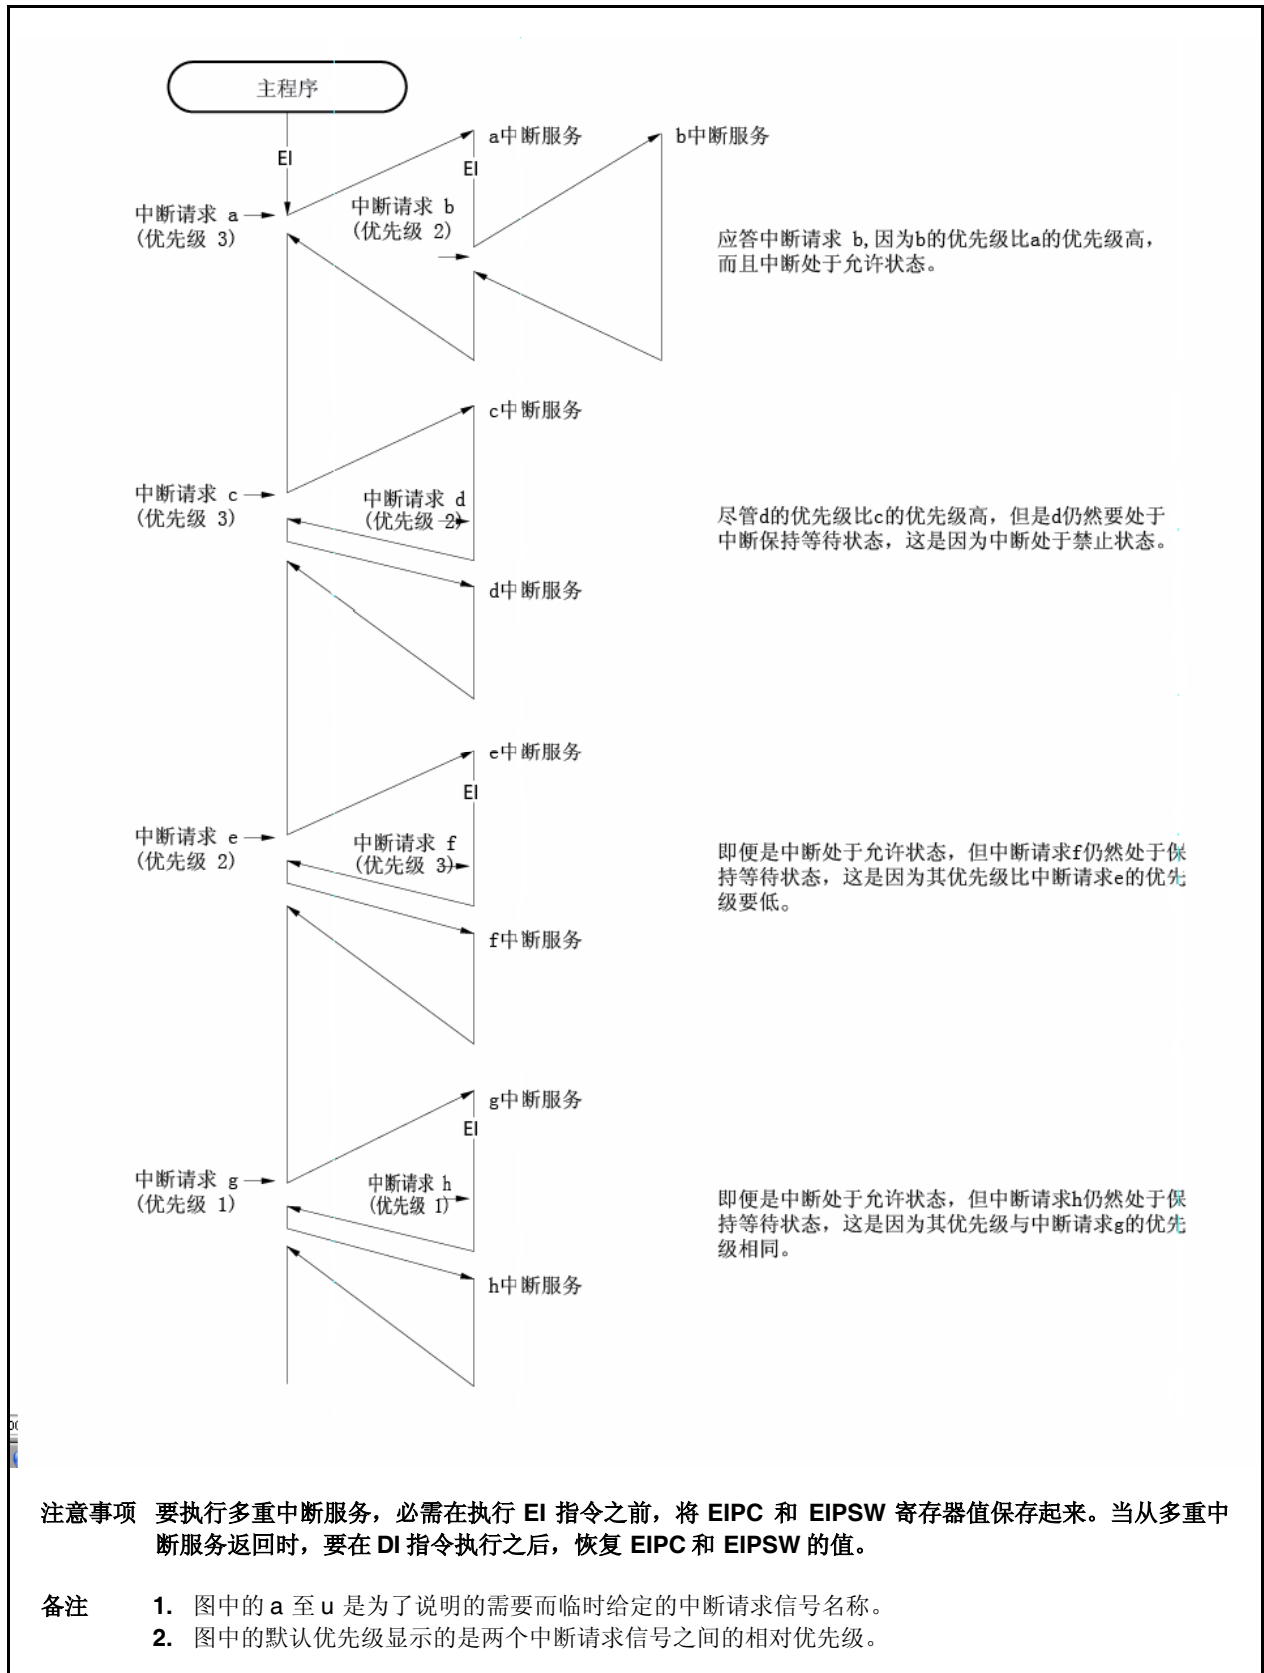 主程序
EI
a中断服务
EI
b中断服务
中断请求 a
(优先级 3)
中断请求 b
(优先级 2)
应答中断请求 b,因为b的优先级比a的优先级高，
而且中断处于允许状态。
c中断服务
中断请求 c
(优先级 3)
中断请求 d
(优先级 2)
尽管d的优先级比c的优先级高，但是d仍然要处于
中断保持等待状态，这是因为中断处于禁止状态。
d中断服务
e中断服务
EI
中断请求 e
(优先级 2)
中断请求 f
(优先级 3)
即便是中断处于允许状态，但中断请求f仍然处于保
持等待状态，这是因为其优先级比中断请求e的优先
级要低。
f中断服务
g中断服务
EI
中断请求 g
(优先级 1)
中断请求 h
(优先级 1)
即便是中断处于允许状态，但中断请求h仍然处于保
持等待状态，这是因为其优先级与中断请求g的优先
级相同。
h中断服务
注意事项 要执行多重中断服务，必需在执行 EI 指令之前，将 EIPC 和 EIPSW 寄存器值保存起来。当从多重中
断服务返回时，要在 DI 指令执行之后，恢复 EIPC 和 EIPSW 的值。
备注 1. 图中的 a 至 u 是为了说明的需要而临时给定的中断请求信号名称。
2. 图中的默认优先级显示的是两个中断请求信号之间的相对优先级。